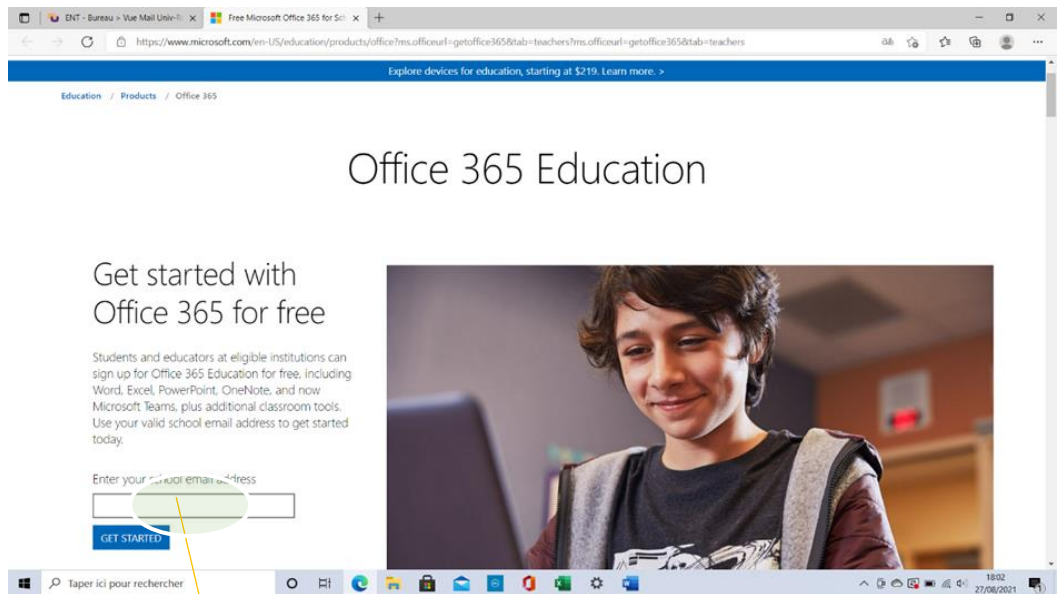 ENT - Bureau > Vue Mail Univ-R
Free Microsoft Office 365 for Sch
https://www.microsoft.com/en-US/education/products/office?ms.officeurl=getoffice365&tab=teachers?ms.officeurl=getoffice365&tab=teachers
Explore devices for education, starting at $219. Learn more. >
Education / Products / Office 365
Office 365 Education
Get started with
Office 365 for free
Students and educators at eligible institutions can
sign up for Office 365 Education for free, including
Word, Excel, PowerPoint, OneNote, and now
Microsoft Teams, plus additional classroom tools.
Use your valid school email address to get started
today.
Enter your school email address
GET STARTED
Taper ici pour rechercher
18:02
27/08/2021